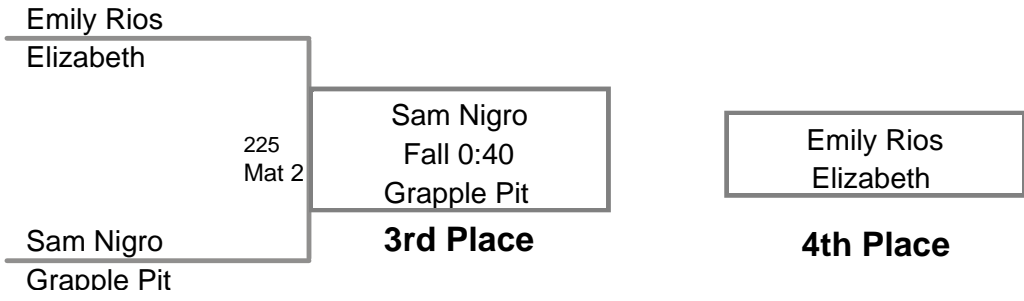 Emily Rios
Elizabeth
225
Mat 2
Sam Nigro
Grapple Pit
Sam Nigro
Fall 0:40
Grapple Pit
3rd Place
Emily Rios
Elizabeth
4th Place